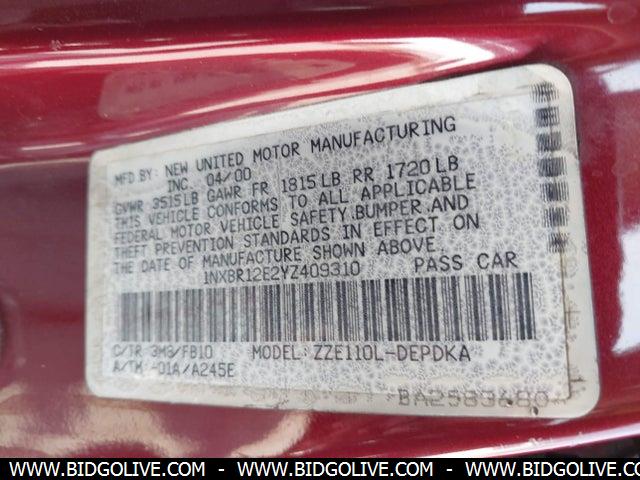 MFD BY: NEW UNITED MOTOR MANUFACTURING
INC. 04/00
GVWR 3515LB GAWR FR 1815LB RR 1720LB
THIS VEHICLE CONFORMS TO ALL APPLICABLE
FEDERAL MOTOR VEHICLE SAFETY,BUMPER AND
THEFT PREVENTION STANDARDS IN EFFECT ON
THE DATE OF MANUFACTURE SHOWN ABOVE.
1NXBR12E2YZ409310 PASS CAR
C/TR 3M3/FB10 MODEL: ZZE110L-DEPDKA
A/TM -01A/A245E
WWW.BIDGOLIVE.COM - WWW.BIDGOLIVE.COM - WWW.BIDGOLIVE.COM